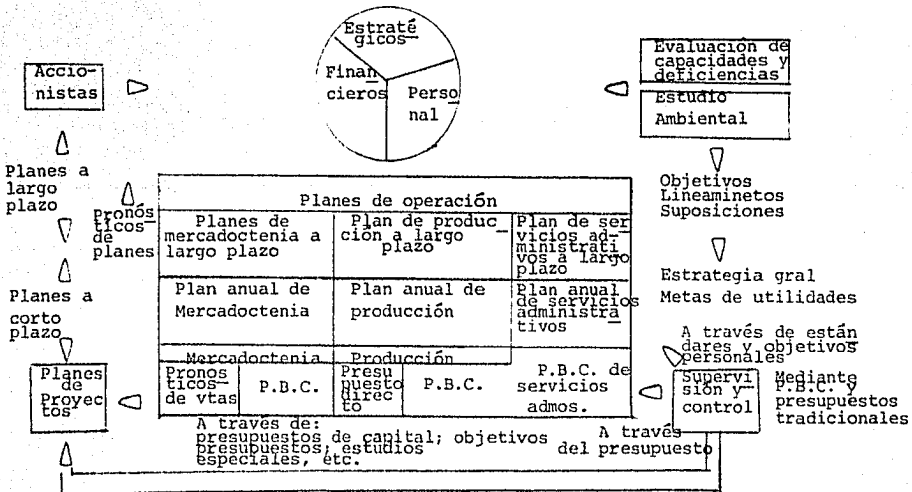 Estraté
gicos
Finan
cieros
Perso
nal
Accio-
nistas
Evaluación de
capacidades y
deficiencias
Estudio
Ambiental
Planes a
largo
plazo
Pronós
ticos
de
planes
Planes a
corto
plazo
Objetivos
Lineaminetos
Suposiciones
Estrategia gral
Metas de utilidades
Planes de operación
Planes de
mercadoctenia a
largo plazo
Plan de produc
ción a largo
plazo
Plan de ser
vicios ad-
ministrati
vos a largo
plazo
Plan anual de
Mercadoctenia
Plan anual de
producción
Plan anual
de servicios
administra
tivos
Mercadoctenia
Producción
Pronos
ticos
de vtas
P.B.C.
Presu
puesto
direc
to
P.B.C.
P.B.C. de
servicios
admos.
A través de están
dares y objetivos
personales
Supervi
sión y
control
Mediante
P.B.C. y
presupuestos
tradicionales
Planes
de
Proyec
tos
A través de:
presupuestos de capital; objetivos
presupuestos; estudios
especiales, etc.
A través
del presupuesto